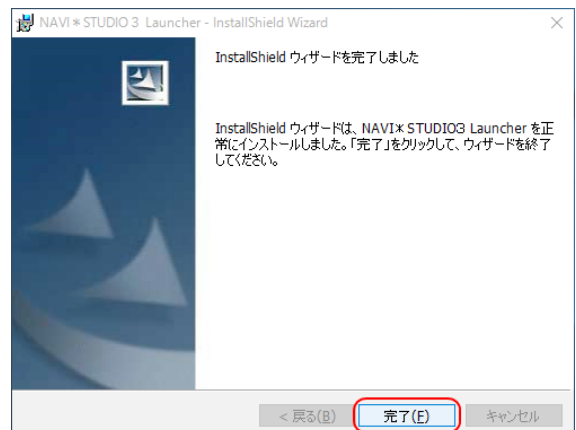 NAVI＊STUDIO 3 Launcher - InstallShield Wizard
InstallShield ウィザードを完了しました
InstallShield ウィザードは、NAVI＊STUDIO3 Launcher を正
常にインストールしました。「完了」をクリックして、ウィザードを終了
してください。
< 戻る(B)
完了(F)
キャンセル